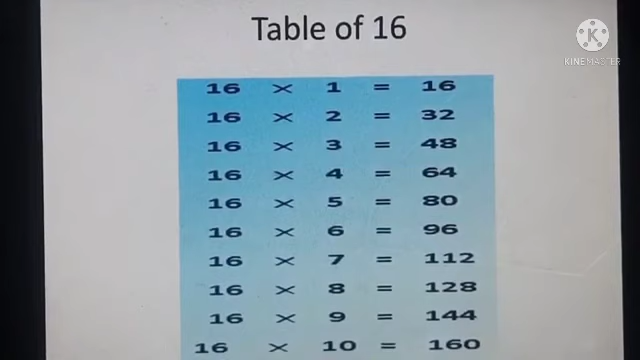 Table of 16
K
KINEMASTER
16 × 1 = 16
16 × 2 = 32
16 × 3 = 48
16 × 4 = 64
16 × 5 = 80
16 × 6 = 96
16 × 7 = 112
16 × 8 = 128
16 × 9 = 144
16 × 10 = 160